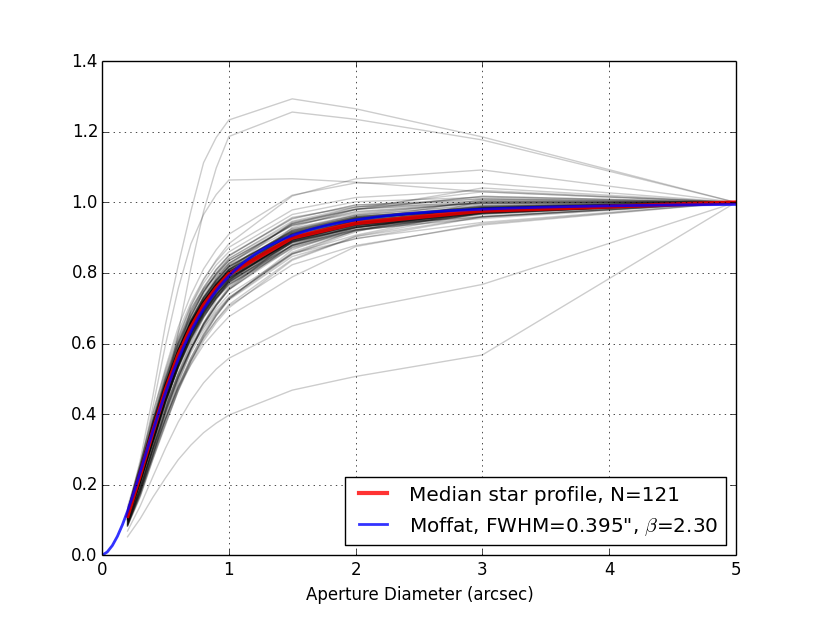 1.4
1.2
1.0
0.8
0.6
0.4
0.2
0.0
0 1 2 3 4 5
Median star profile, N=121
Moffat, FWHM=0.395", β=2.30
Aperture Diameter (arcsec)